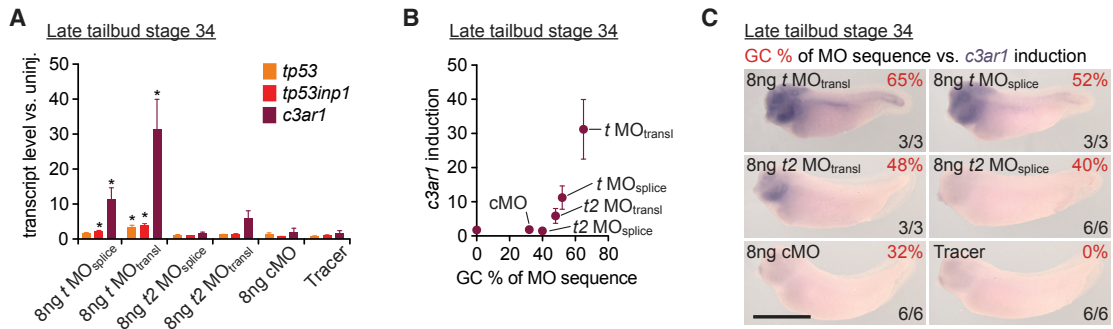 A
Late tailbud stage 34
transcript level vs. uninj.
50
40
30
20
10
0
tp53
tp53inp1
c3ar1
* * * * * *
8ng t MOsplice
8ng t MOtransl
8ng t2 MOsplice
8ng t2 MOtransl
8ng cMO
Tracer
B
Late tailbud stage 34
c3ar1 induction
50
40
30
20
10
0
t MOtransl
t MOsplice
cMO
t2 MOtransl
t2 MOsplice
0 20 40 60 80
GC % of MO sequence
C
Late tailbud stage 34
GC % of MO sequence vs. c3ar1 induction
8ng t MOtransl 65%
3/3
8ng t MOsplice 52%
3/3
8ng t2 MOtransl 48%
3/3
8ng t2 MOsplice 40%
6/6
8ng cMO 32%
6/6
Tracer 0%
6/6